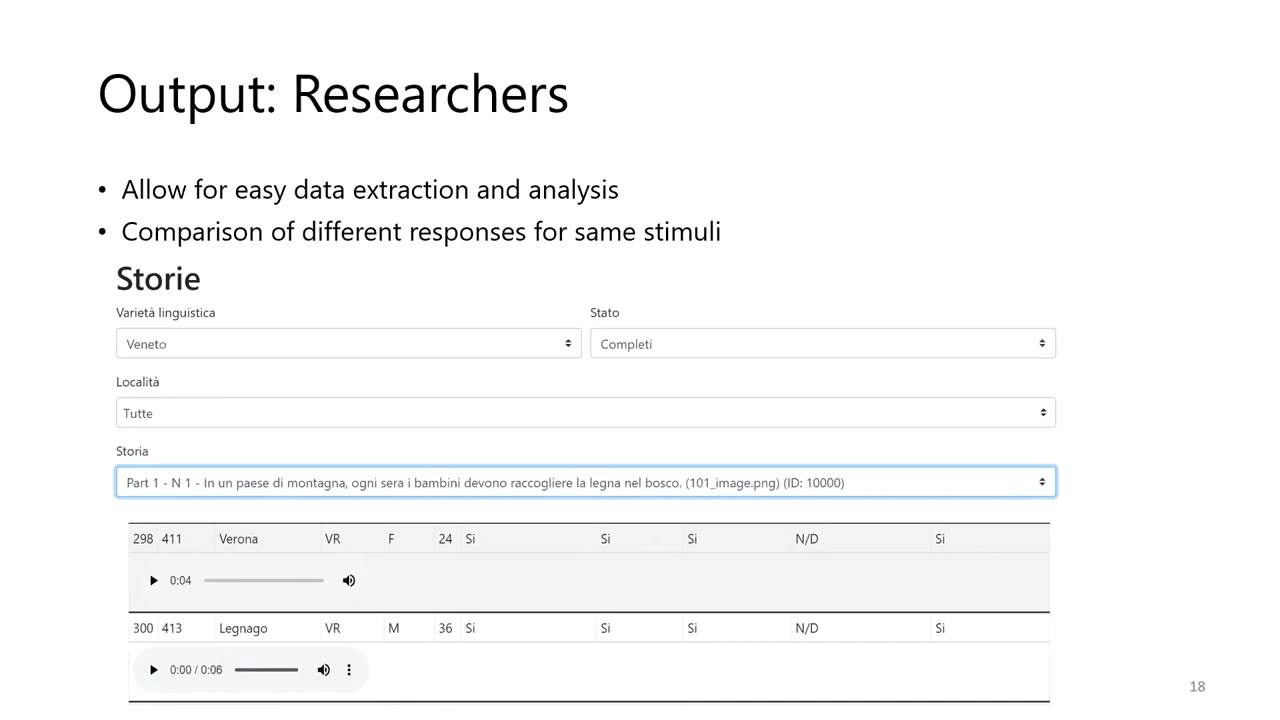 Output: Researchers
• Allow for easy data extraction and analysis
• Comparison of different responses for same stimuli
Storie
Varietà linguistica Stato
Veneto Completi
Località
Tutte
Storia
Part 1 - N 1 - In un paese di montagna, ogni sera i bambini devono raccogliere la legna nel bosco. (101_image.png) (ID: 10000)
298 411 Verona VR F 24 Si Si Si N/D Si
0:04
300 413 Legnago VR M 36 Si Si Si N/D Si
0:00 / 0:06
18